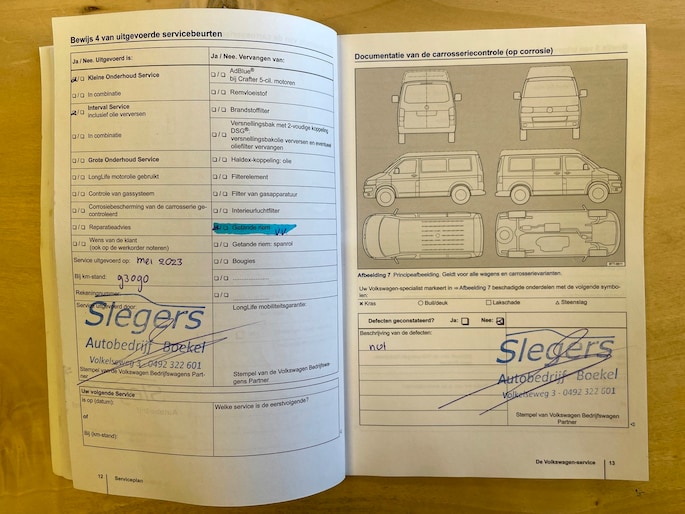 Bewijs 4 van uitgevoerde servicebeurten
Ja / Nee. Uitgevoerd is:
Ja / Nee. Vervangen van:
❏ / ❏ Kleine Onderhoud Service
❏ / ❏ AdBlue®
bij Crafter 5-cil. motoren.
❏ / ❏ In combinatie
❏ / ❏ Remvloeistof
❏ / ❏ Interval Service
inclusief olie verversen
❏ / ❏ Brandstoffilter
❏ / ❏ In combinatie
Versnellingsbak met 2-voudige koppeling
DSG®:
❏ / ❏ versnellingsbakolie verversen en eventueel
oliefilter vervangen
❏ / ❏ Grote Onderhoud Service
❏ / ❏ Haldex-koppeling: olie
❏ / ❏ LongLife motorolie gebruikt
❏ / ❏ Filterelement
❏ / ❏ Controle van gassysteem
❏ / ❏ Filter van gasapparatuur
❏ / ❏ Corrosiebescherming van de carrosserie ge-
controleerd
❏ / ❏ Interieurluchtfilter
❏ / ❏ Reparatieadvies
❏ / ❏ Getande riem
❏ / ❏ Wens van de klant
(ook op de werkorder noteren)
❏ / ❏ Getande riem: spanrol
Service uitgevoerd op: mei 2023
❏ / ❏ Bougies
Bij km-stand: 93090
❏ / ❏
Rekeningnummer:
❏ / ❏
Service uitgevoerd door:
LongLife mobiliteitsgarantie:
Slegers
Autobedrijf Boekel
Volkelseweg 3 - 0492 322 601
Stempel van de Volkswagen Bedrijfswagens Part-
ner
Stempel van de Volkswagen Bedrijfswa-
gens Partner
Uw volgende Service
is op (datum):
Welke service is de eerstvolgende?
of
Bij (km-stand):
12
Serviceplan
Documentatie van de carrosseriecontrole (op corrosie)
Afbeelding 7 Principeafbeelding. Geldt voor alle wagens en carrosserievarianten.
Uw Volkswagen-specialist markeert in ⇒ Afbeelding 7 beschadigde onderdelen met de volgende symbo-
len:
× Kras
○ Buil/deuk
□ Lakschade
△ Steenslag
Defecten geconstateerd?
Ja: ❏
Nee: ❏
Beschrijving van de defecten:
Slegers
Autobedrijf Boekel
Volkelseweg 3 - 0492 322 601
Stempel van Volkswagen Bedrijfswagen
Partner
De Volkswagen-service
13